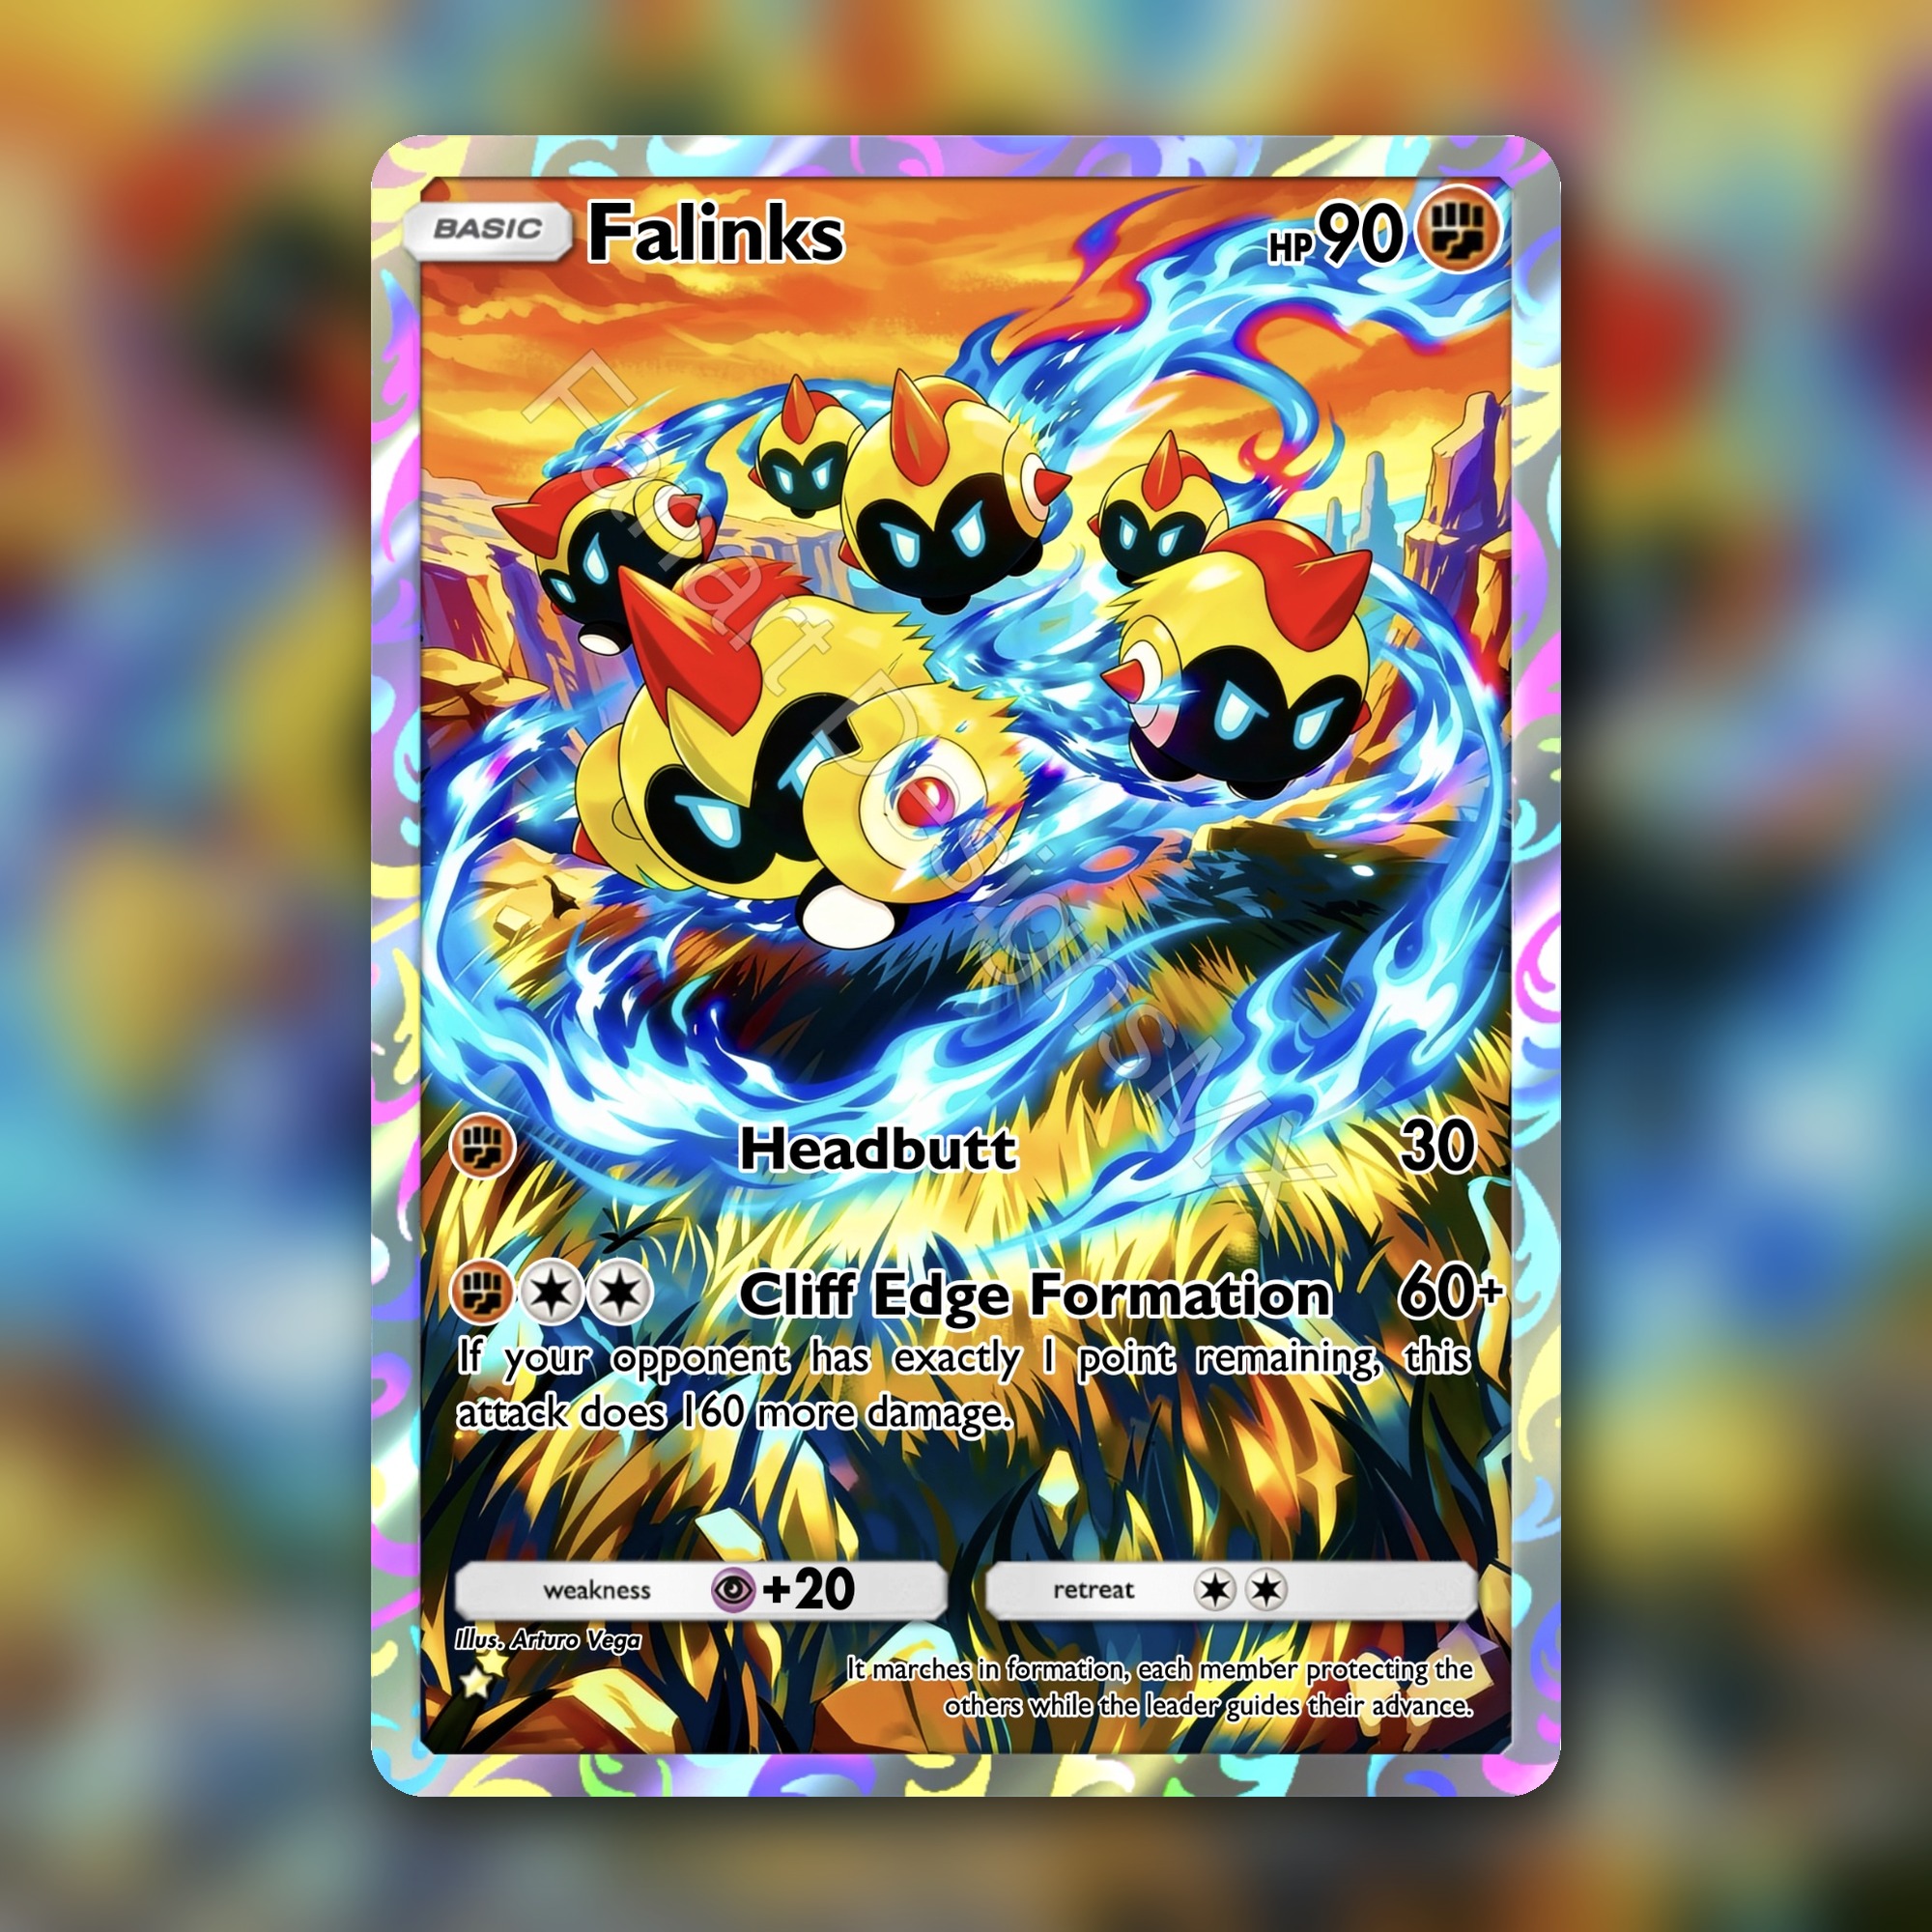 BASIC Falinks HP 90
Fanart DesignsMX
Headbutt 30
Cliff Edge Formation 60+
If your opponent has exactly 1 point remaining, this
attack does 160 more damage.
weakness +20 retreat
Illus. Arturo Vega
It marches in formation, each member protecting the
others while the leader guides their advance.